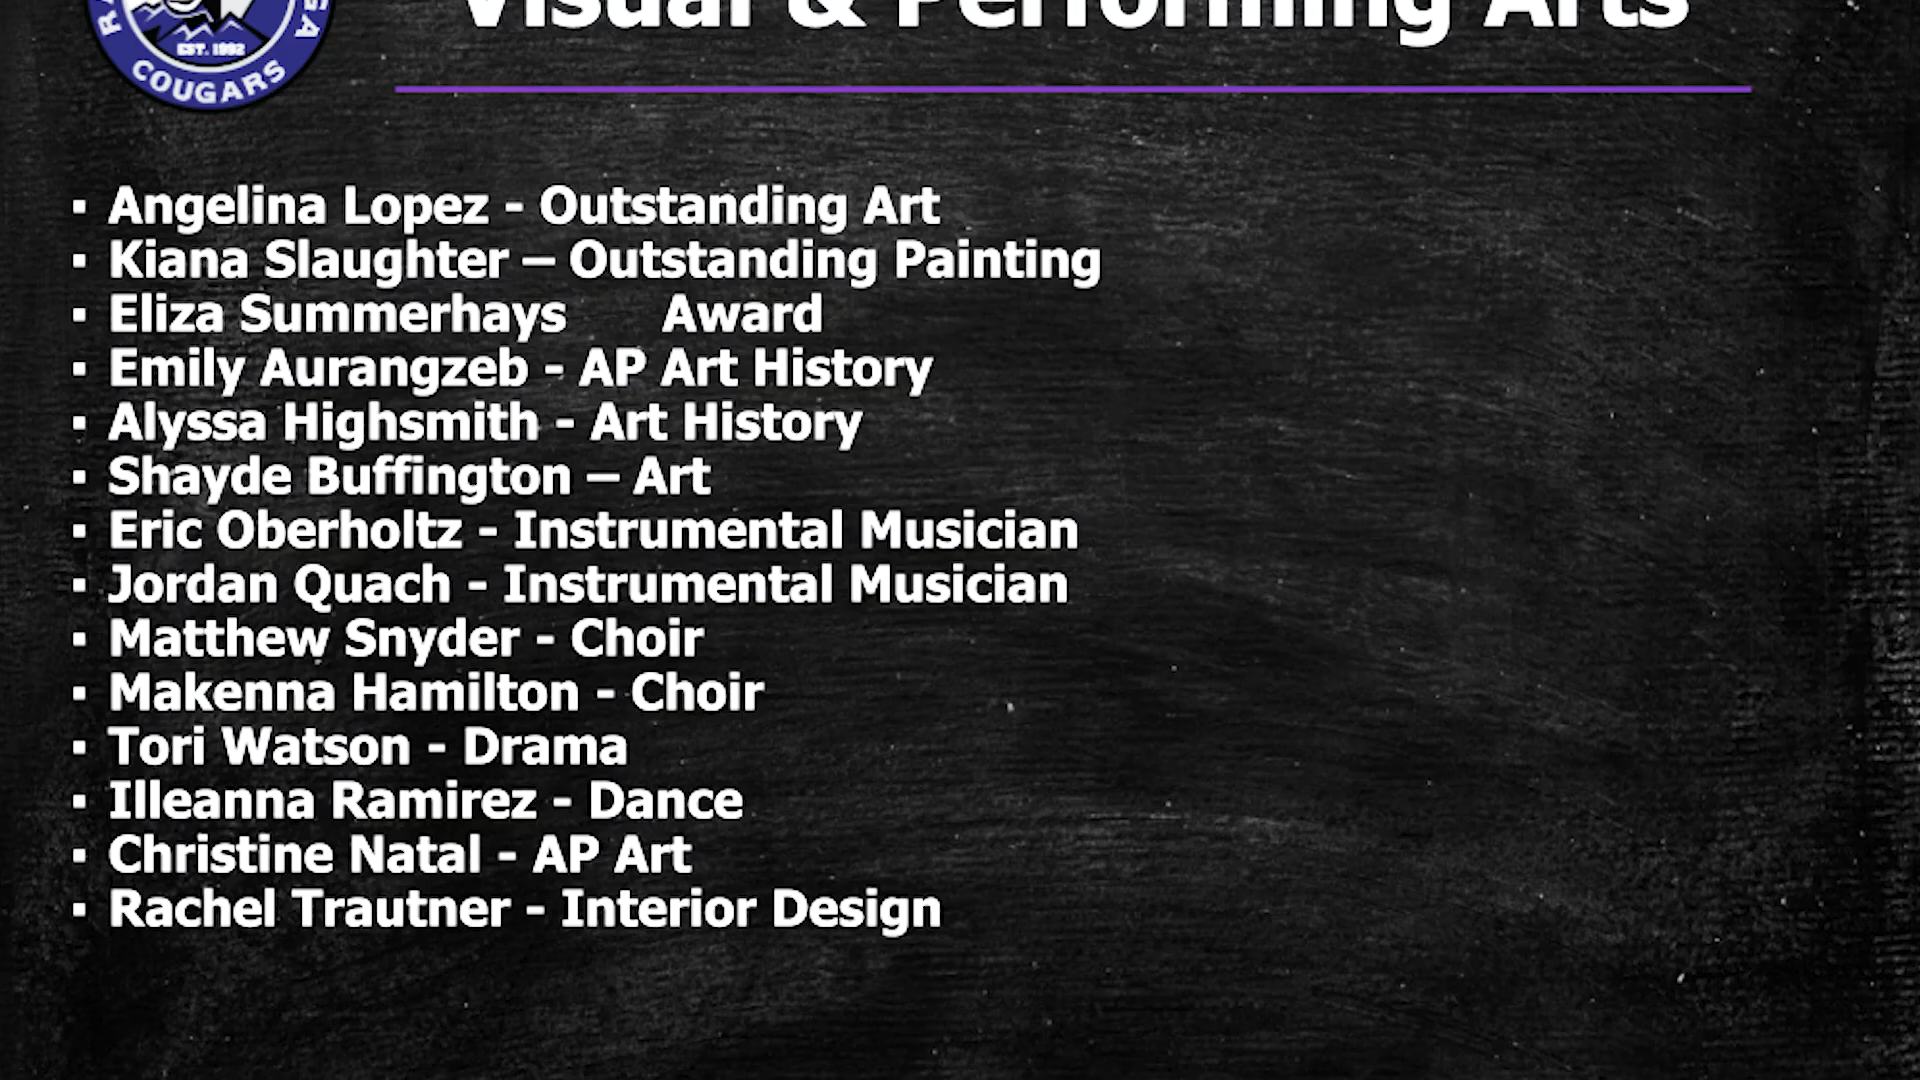 Visual & Performing Arts
EST. 1992
COUGARS
▪ Angelina Lopez - Outstanding Art
▪ Kiana Slaughter – Outstanding Painting
▪ Eliza Summerhays Award
▪ Emily Aurangzeb - AP Art History
▪ Alyssa Highsmith - Art History
▪ Shayde Buffington – Art
▪ Eric Oberholtz - Instrumental Musician
▪ Jordan Quach - Instrumental Musician
▪ Matthew Snyder - Choir
▪ Makenna Hamilton - Choir
▪ Tori Watson - Drama
▪ Illeanna Ramirez - Dance
▪ Christine Natal - AP Art
▪ Rachel Trautner - Interior Design